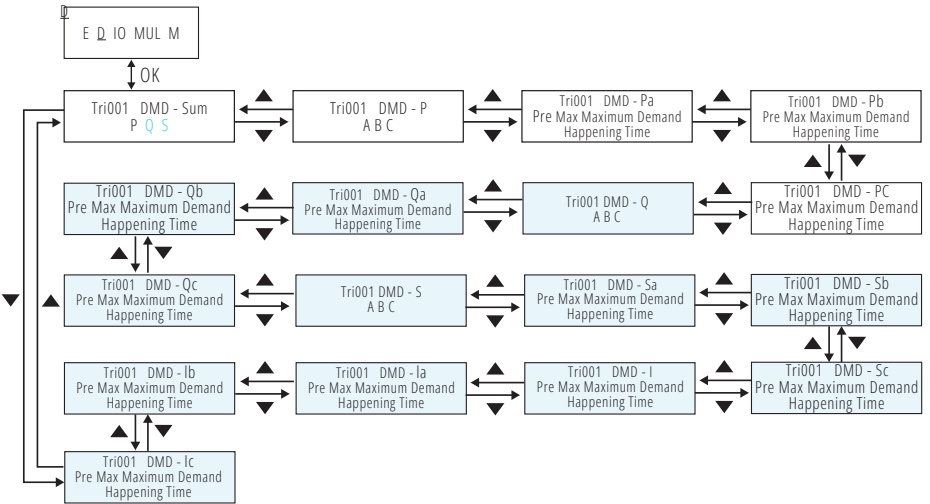 D
E D IO MUL M
OK
Tri001 DMD - Sum
P Q S
Tri001 DMD - P
A B C
Tri001 DMD - Pa
Pre Max Maximum Demand
Happening Time
Tri001 DMD - Pb
Pre Max Maximum Demand
Happening Time
Tri001 DMD - Qb
Pre Max Maximum Demand
Happening Time
Tri001 DMD - Qa
Pre Max Maximum Demand
Happening Time
Tri001 DMD - Q
A B C
Tri001 DMD - PC
Pre Max Maximum Demand
Happening Time
Tri001 DMD - Qc
Pre Max Maximum Demand
Happening Time
Tri001 DMD - S
A B C
Tri001 DMD - Sa
Pre Max Maximum Demand
Happening Time
Tri001 DMD - Sb
Pre Max Maximum Demand
Happening Time
Tri001 DMD - Ib
Pre Max Maximum Demand
Happening Time
Tri001 DMD - Ia
Pre Max Maximum Demand
Happening Time
Tri001 DMD - I
Pre Max Maximum Demand
Happening Time
Tri001 DMD - Sc
Pre Max Maximum Demand
Happening Time
Tri001 DMD - Ic
Pre Max Maximum Demand
Happening Time